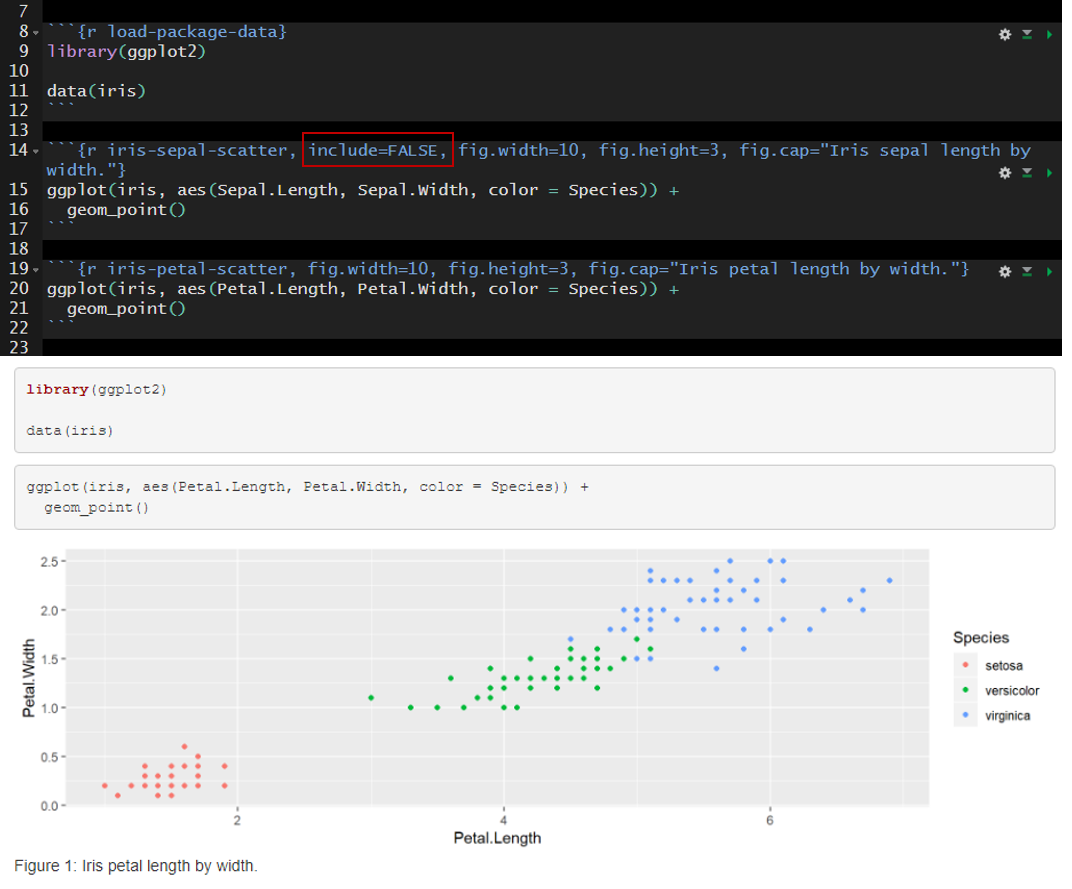 7
8 ```{r load-package-data}
9 library(ggplot2)
10
11 data(iris)
12 ```
13
14 ```{r iris-sepal-scatter, include=FALSE, fig.width=10, fig.height=3, fig.cap="Iris sepal length by
width."}
15 ggplot(iris, aes(Sepal.Length, Sepal.Width, color = Species)) +
16   geom_point()
17 ```
18
19 ```{r iris-petal-scatter, fig.width=10, fig.height=3, fig.cap="Iris petal length by width."}
20 ggplot(iris, aes(Petal.Length, Petal.Width, color = Species)) +
21   geom_point()
22 ```
23
library(ggplot2)
data(iris)
ggplot(iris, aes(Petal.Length, Petal.Width, color = Species)) +
  geom_point()
Petal.Width
2.5
2.0
1.5
1.0
0.5
0.0
2 4 6
Petal.Length
Species
setosa
versicolor
virginica
Figure 1: Iris petal length by width.